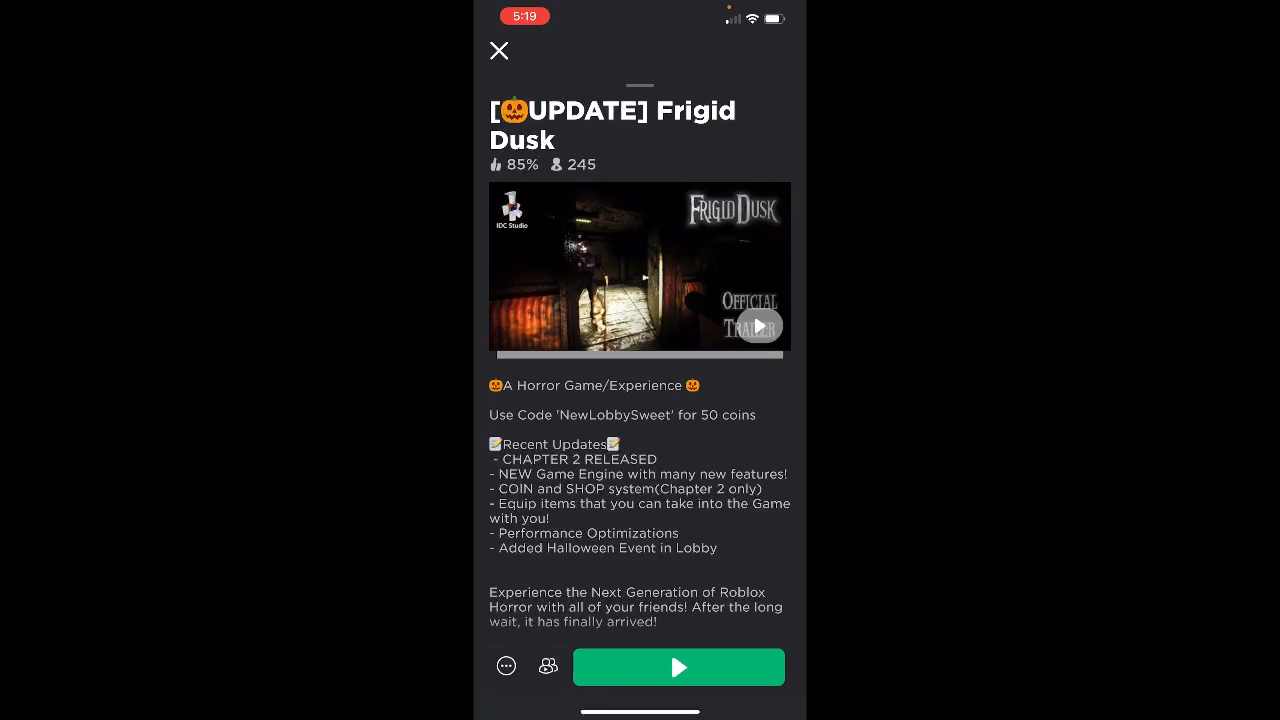 5:19
[🎃UPDATE] Frigid
Dusk
85% 245
IDC Studio
FRIGID DUSK
OFFICIAL
TRAILER
🎃A Horror Game/Experience 🎃
Use Code 'NewLobbySweet' for 50 coins
📝Recent Updates📝
- CHAPTER 2 RELEASED
- NEW Game Engine with many new features!
- COIN and SHOP system(Chapter 2 only)
- Equip items that you can take into the Game
with you!
- Performance Optimizations
- Added Halloween Event in Lobby
Experience the Next Generation of Roblox
Horror with all of your friends! After the long
wait, it has finally arrived!